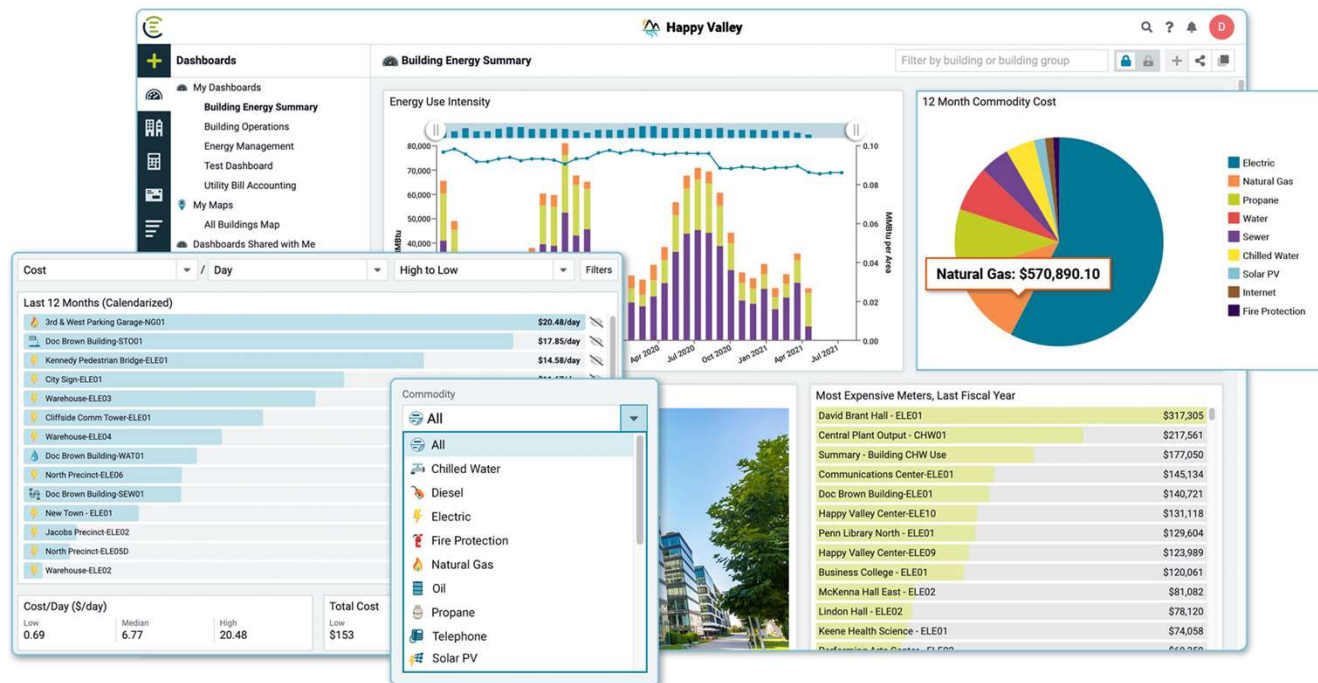 Happy Valley
D
Dashboards
Building Energy Summary
Filter by building or building group
My Dashboards
Building Energy Summary
Building Operations
Energy Management
Test Dashboard
Utility Bill Accounting
My Maps
All Buildings Map
Dashboards Shared with Me
Energy Use Intensity
80,000
70,000
60,000
50,000
40,000
MMBtu
0.10
0.08
0.06
0.04
0.02
0.00
MMBtu per Area
Apr 2020
Jul 2020
Oct 2020
Jan 2021
Apr 2021
Jul 2021
12 Month Commodity Cost
Natural Gas: $570,890.10
Electric
Natural Gas
Propane
Water
Sewer
Chilled Water
Solar PV
Internet
Fire Protection
Cost / Day High to Low Filters
Last 12 Months (Calendarized)
3rd & West Parking Garage-NG01 $20.48/day
Doc Brown Building-STO01 $17.85/day
Kennedy Pedestrian Bridge-ELE01 $14.58/day
City Sign-ELE01
Warehouse-ELE03
Cliffside Comm Tower-ELE01
Warehouse-ELE04
Doc Brown Building-WAT01
North Precinct-ELE06
Doc Brown Building-SEW01
New Town - ELE01
Jacobs Precinct-ELE02
North Precinct-ELE05D
Warehouse-ELE02
Cost/Day ($/day)
Low Median High
0.69 6.77 20.48
Total Cost
Low
$153
Commodity
All
All
Chilled Water
Diesel
Electric
Fire Protection
Natural Gas
Oil
Propane
Telephone
Solar PV
Most Expensive Meters, Last Fiscal Year
David Brant Hall - ELE01 $317,305
Central Plant Output - CHW01 $217,561
Summary - Building CHW Use $177,050
Communications Center-ELE01 $145,134
Doc Brown Building-ELE01 $140,721
Happy Valley Center-ELE10 $131,118
Penn Library North - ELE01 $129,604
Happy Valley Center-ELE09 $123,989
Business College - ELE01 $120,061
McKenna Hall East - ELE02 $81,082
Lindon Hall - ELE02 $78,120
Keene Health Science - ELE01 $74,058